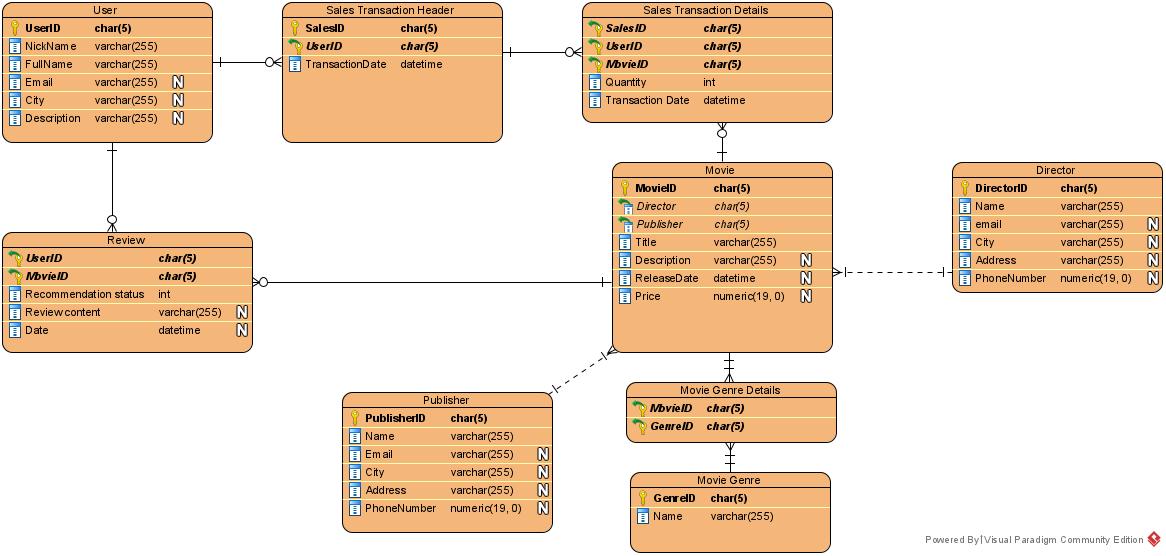 User
UserID char(5)
NickName varchar(255)
FullName varchar(255)
Email varchar(255) N
City varchar(255) N
Description varchar(255) N
Sales Transaction Header
SalesID char(5)
UserID char(5)
TransactionDate datetime
Sales Transaction Details
SalesID char(5)
UserID char(5)
MovieID char(5)
Quantity int
Transaction Date datetime
Movie
MovieID char(5)
Director char(5)
Publisher char(5)
Title varchar(255)
Description varchar(255) N
ReleaseDate datetime N
Price numeric(19, 0) N
Director
DirectorID char(5)
Name varchar(255)
email varchar(255) N
City varchar(255) N
Address varchar(255) N
PhoneNumber numeric(19, 0) N
Review
UserID char(5)
MovieID char(5)
Recommendation status int
Review content varchar(255) N
Date datetime N
Publisher
PublisherID char(5)
Name varchar(255)
Email varchar(255) N
City varchar(255) N
Address varchar(255) N
PhoneNumber numeric(19, 0) N
Movie Genre Details
MovieID char(5)
GenreID char(5)
Movie Genre
GenreID char(5)
Name varchar(255)
Powered By Visual Paradigm Community Edition